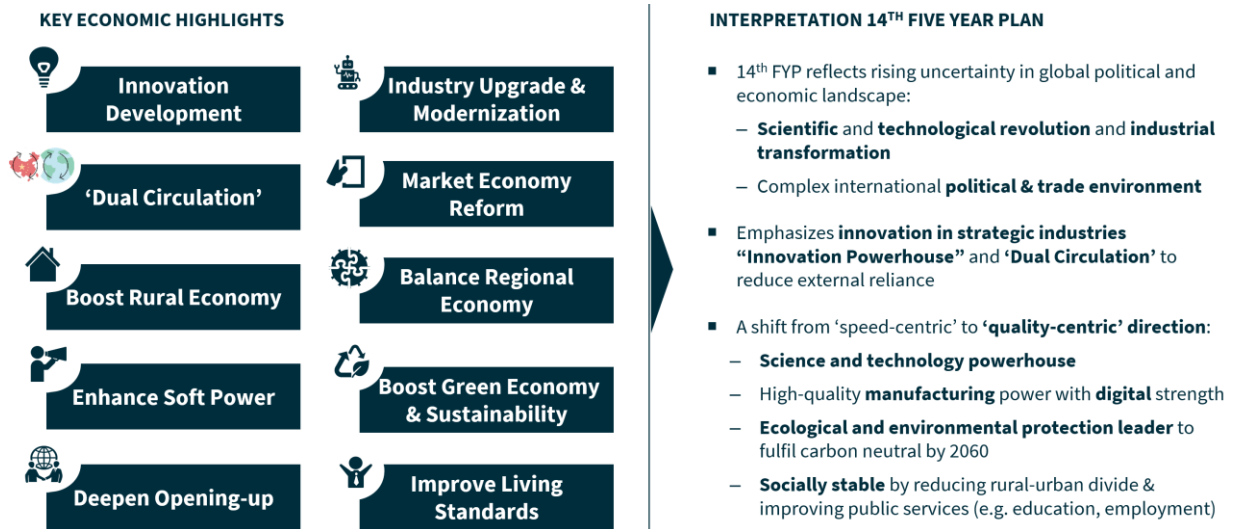 KEY ECONOMIC HIGHLIGHTS
Innovation
Development
Industry Upgrade &
Modernization
‘Dual Circulation’
Market Economy
Reform
Boost Rural Economy
Balance Regional
Economy
Enhance Soft Power
Boost Green Economy
& Sustainability
Deepen Opening-up
Improve Living
Standards
INTERPRETATION 14TH FIVE YEAR PLAN
▪ 14th FYP reflects rising uncertainty in global political and
economic landscape:
– Scientific and technological revolution and industrial
transformation
– Complex international political & trade environment
▪ Emphasizes innovation in strategic industries
“Innovation Powerhouse” and ‘Dual Circulation’ to
reduce external reliance
▪ A shift from ‘speed-centric’ to ‘quality-centric’ direction:
– Science and technology powerhouse
– High-quality manufacturing power with digital strength
– Ecological and environmental protection leader to
fulfil carbon neutral by 2060
– Socially stable by reducing rural-urban divide &
improving public services (e.g. education, employment)